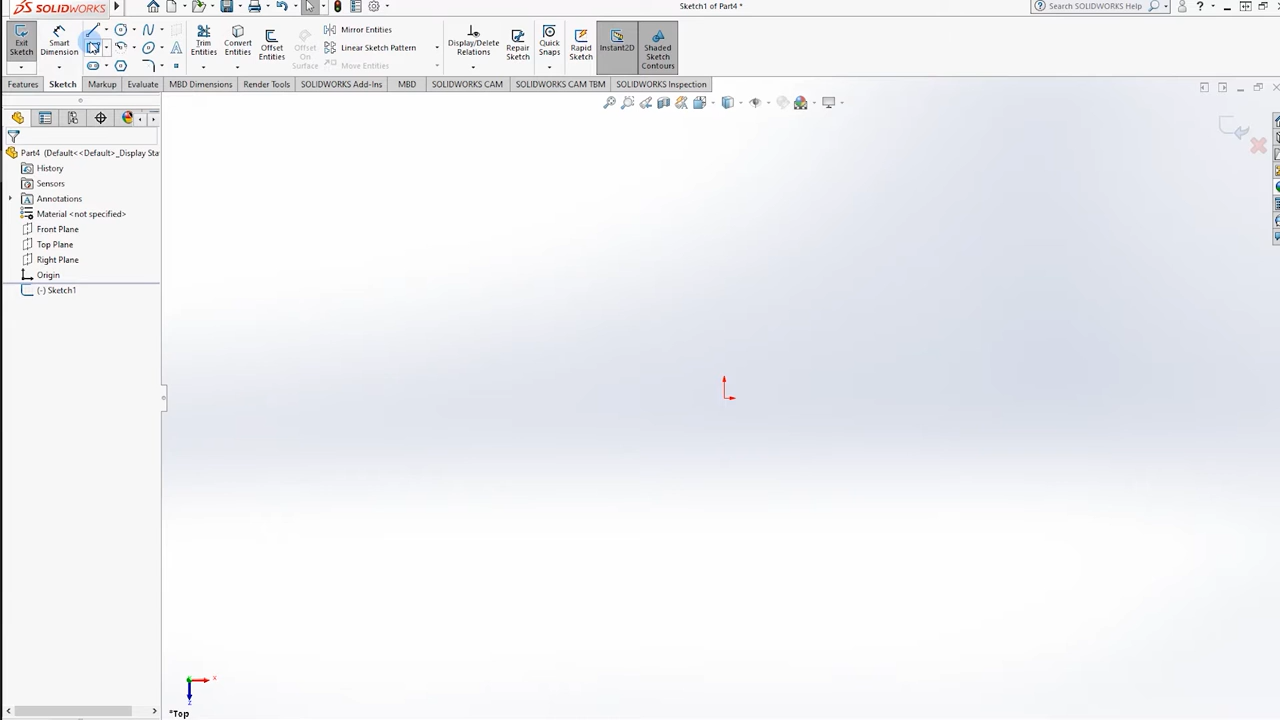 SOLIDWORKS
Sketch1 of Part4 *
Search SOLIDWORKS Help
Exit Sketch
Smart Dimension
Trim Entities
Convert Entities
Offset Entities
Offset On Surface
Mirror Entities
Linear Sketch Pattern
Move Entities
Display/Delete Relations
Repair Sketch
Quick Snaps
Rapid Sketch
Instant2D
Shaded Sketch Contours
Features
Sketch
Markup
Evaluate
MBD Dimensions
Render Tools
SOLIDWORKS Add-Ins
MBD
SOLIDWORKS CAM
SOLIDWORKS CAM TBM
SOLIDWORKS Inspection
Part4 (Default<<Default>_Display Sta
History
Sensors
Annotations
Material <not specified>
Front Plane
Top Plane
Right Plane
Origin
(-) Sketch1
x
z
*Top